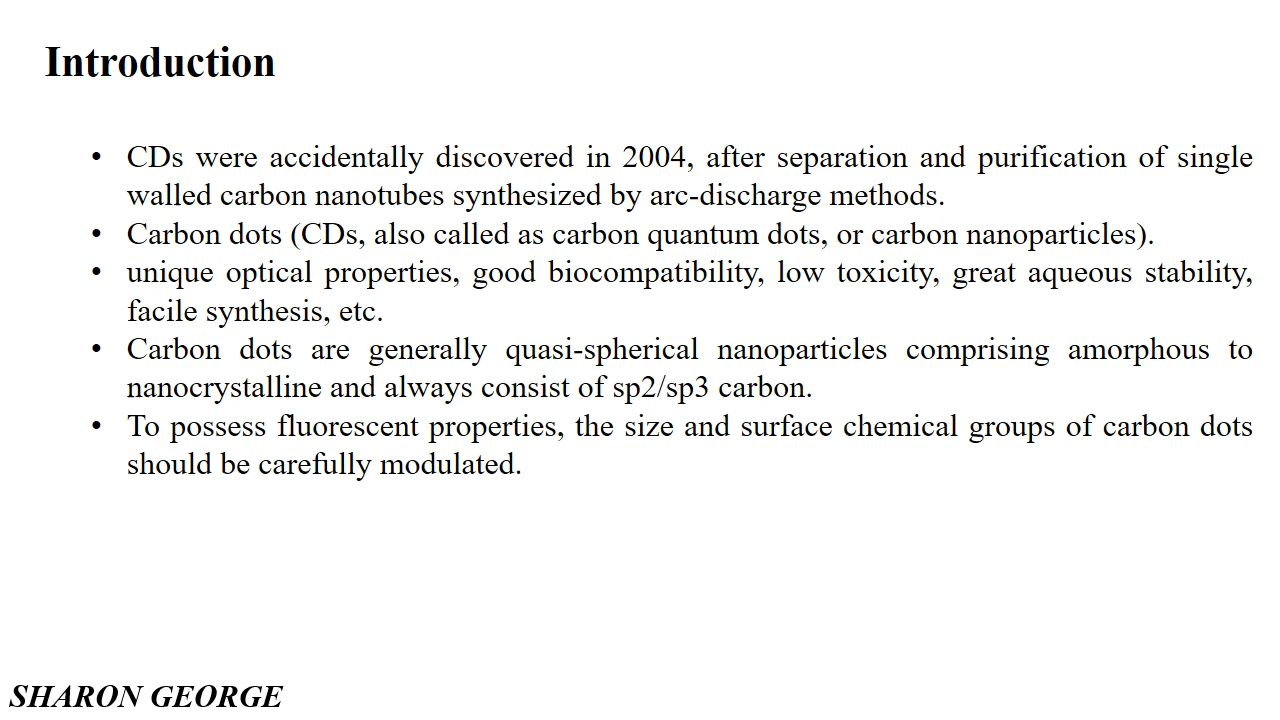 Introduction
• CDs were accidentally discovered in 2004, after separation and purification of single
walled carbon nanotubes synthesized by arc-discharge methods.
• Carbon dots (CDs, also called as carbon quantum dots, or carbon nanoparticles).
• unique optical properties, good biocompatibility, low toxicity, great aqueous stability,
facile synthesis, etc.
• Carbon dots are generally quasi-spherical nanoparticles comprising amorphous to
nanocrystalline and always consist of sp2/sp3 carbon.
• To possess fluorescent properties, the size and surface chemical groups of carbon dots
should be carefully modulated.
SHARON GEORGE